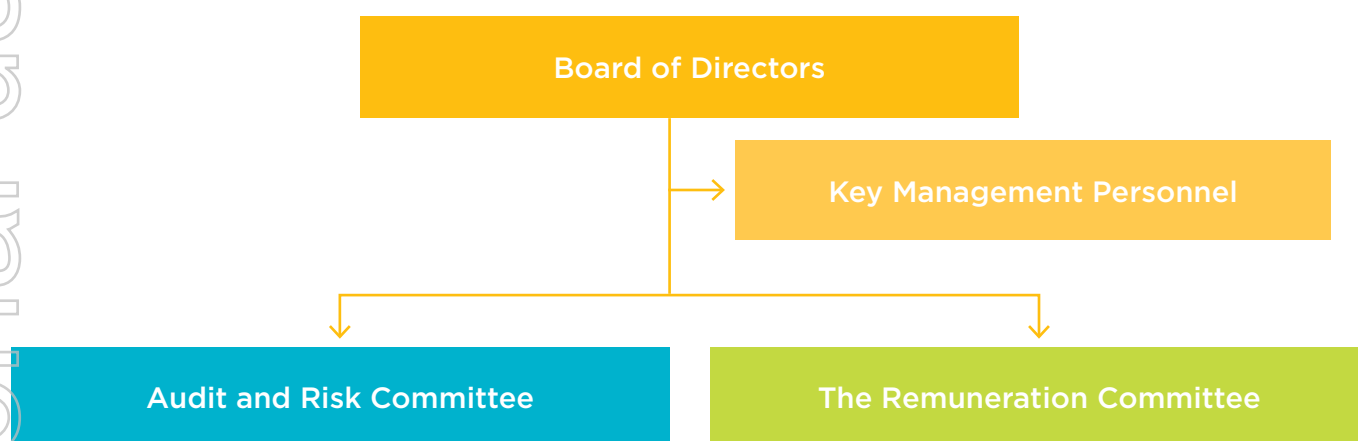 Board of Directors
Key Management Personnel
Audit and Risk Committee
The Remuneration Committee